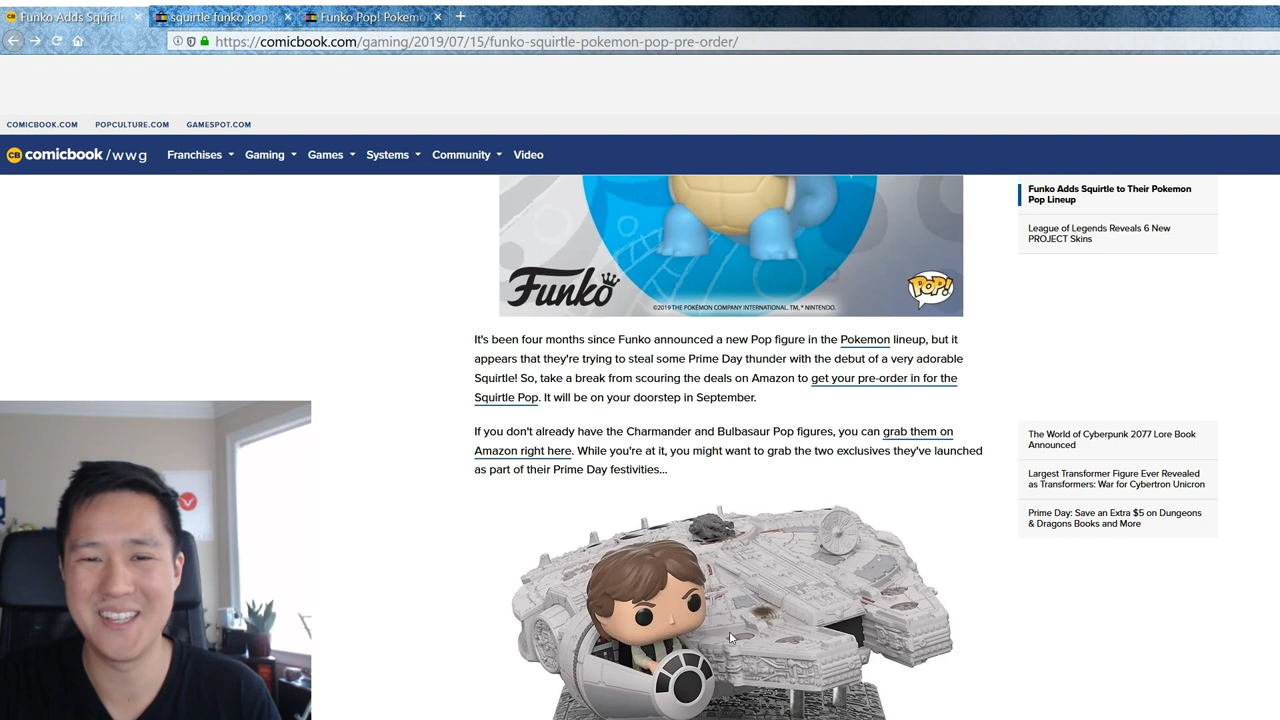 Funko Adds Squirtle
squirtle funko pop
Funko Pop! Pokemo
https://comicbook.com/gaming/2019/07/15/funko-squirtle-pokemon-pop-pre-order/
COMICBOOK.COM POPCULTURE.COM GAMESPOT.COM
CB comicbook/wwg Franchises Gaming Games Systems Community Video
Funko
POP!
©2019 THE POKÉMON COMPANY INTERNATIONAL. TM, ® NINTENDO.
It's been four months since Funko announced a new Pop figure in the Pokemon lineup, but it
appears that they're trying to steal some Prime Day thunder with the debut of a very adorable
Squirtle! So, take a break from scouring the deals on Amazon to get your pre-order in for the
Squirtle Pop. It will be on your doorstep in September.
If you don't already have the Charmander and Bulbasaur Pop figures, you can grab them on
Amazon right here. While you're at it, you might want to grab the two exclusives they've launched
as part of their Prime Day festivities...
Funko Adds Squirtle to Their Pokemon
Pop Lineup
League of Legends Reveals 6 New
PROJECT Skins
The World of Cyberpunk 2077 Lore Book
Announced
Largest Transformer Figure Ever Revealed
as Transformers: War for Cybertron Unicron
Prime Day: Save an Extra $5 on Dungeons
& Dragons Books and More